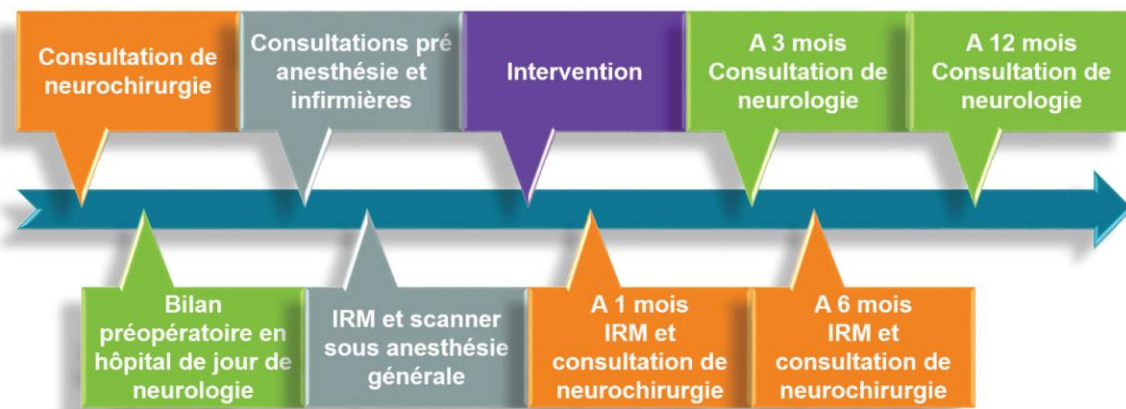 Consultation de
neurochirurgie
Consultations pré
anesthésie et
infirmières
Intervention
A 3 mois
Consultation de
neurologie
A 12 mois
Consultation de
neurologie
Bilan
préopératoire en
hôpital de jour de
neurologie
IRM et scanner
sous anesthésie
générale
A 1 mois
IRM et
consultation de
neurochirurgie
A 6 mois
IRM et
consultation de
neurochirurgie